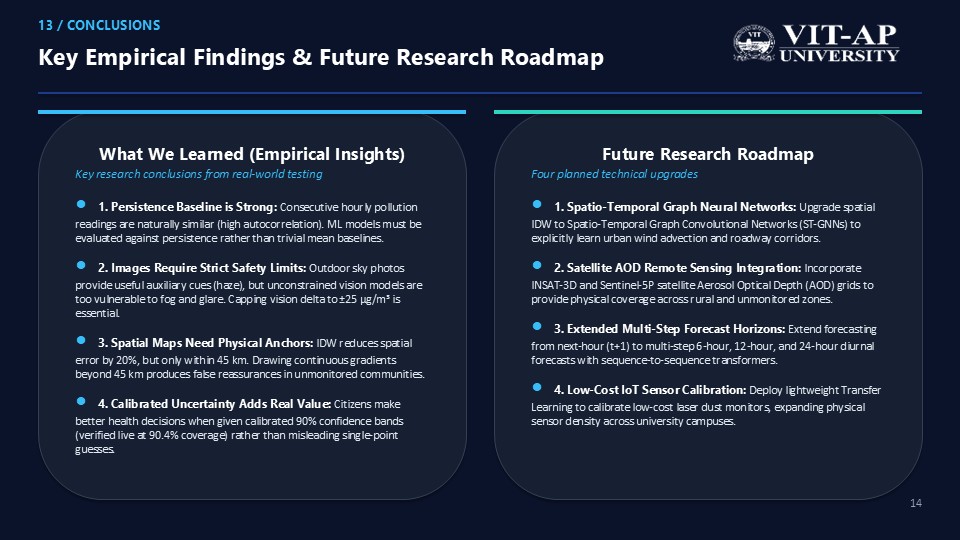 13 / CONCLUSIONS
Key Empirical Findings & Future Research Roadmap
VIT
VIT-AP
UNIVERSITY
What We Learned (Empirical Insights)
Key research conclusions from real-world testing
1. Persistence Baseline is Strong: Consecutive hourly pollution
readings are naturally similar (high autocorrelation). ML models must be
evaluated against persistence rather than trivial mean baselines.
2. Images Require Strict Safety Limits: Outdoor sky photos
provide useful auxiliary cues (haze), but unconstrained vision models are
too vulnerable to fog and glare. Capping vision delta to ±25 µg/m³ is
essential.
3. Spatial Maps Need Physical Anchors: IDW reduces spatial
error by 20%, but only within 45 km. Drawing continuous gradients
beyond 45 km produces false reassurances in unmonitored communities.
4. Calibrated Uncertainty Adds Real Value: Citizens make
better health decisions when given calibrated 90% confidence bands
(verified live at 90.4% coverage) rather than misleading single-point
guesses.
Future Research Roadmap
Four planned technical upgrades
1. Spatio-Temporal Graph Neural Networks: Upgrade spatial
IDW to Spatio-Temporal Graph Convolutional Networks (ST-GNNs) to
explicitly learn urban wind advection and roadway corridors.
2. Satellite AOD Remote Sensing Integration: Incorporate
INSAT-3D and Sentinel-5P satellite Aerosol Optical Depth (AOD) grids to
provide physical coverage across rural and unmonitored zones.
3. Extended Multi-Step Forecast Horizons: Extend forecasting
from next-hour (t+1) to multi-step 6-hour, 12-hour, and 24-hour diurnal
forecasts with sequence-to-sequence transformers.
4. Low-Cost IoT Sensor Calibration: Deploy lightweight Transfer
Learning to calibrate low-cost laser dust monitors, expanding physical
sensor density across university campuses.
14